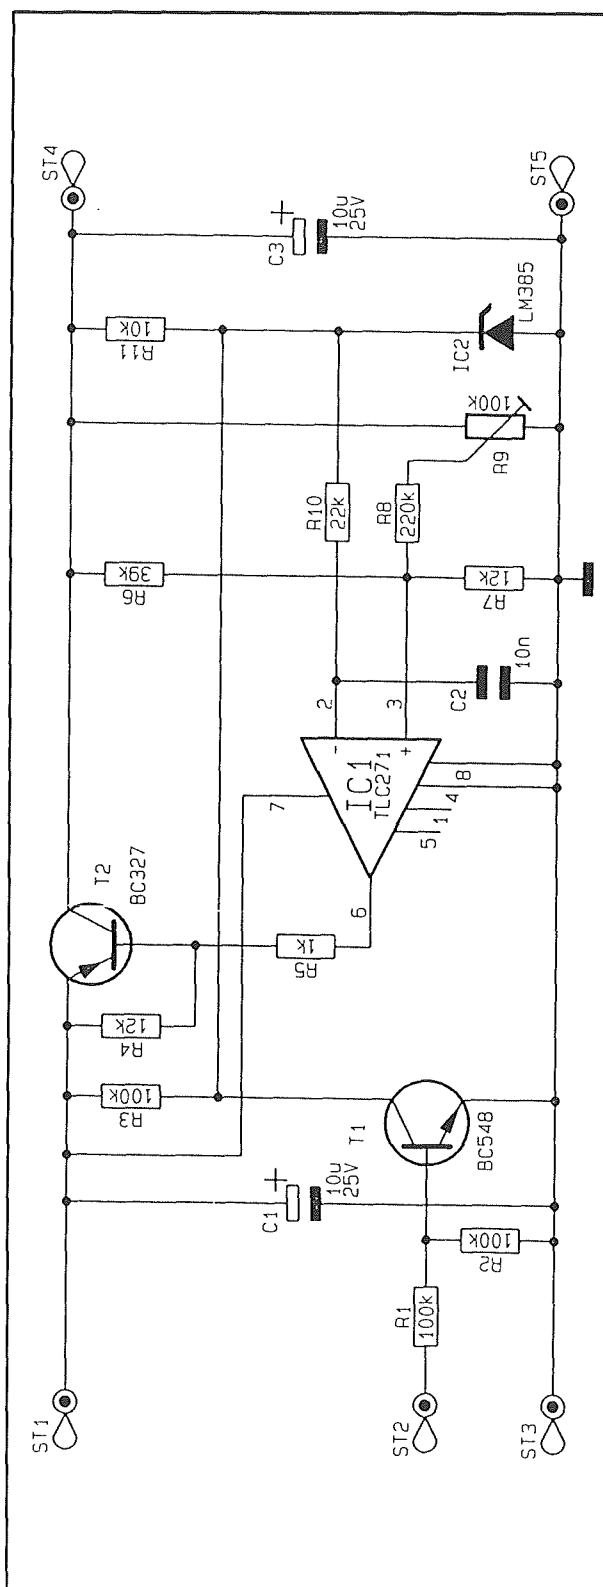 ST1
ST2
ST3
ST4
ST5
C1
+
10u
25V
R1
100k
R2
100k
R3
100k
R4
12k
T1
BC548
T2
BC327
R5
1k
6
7
5
1
4
8
IC1
TLC271
-
+
2
3
C2
10n
R6
39k
R7
12k
R8
220k
R9
100k
R10
22k
R11
10k
IC2
LM385
C3
+
10u
25V